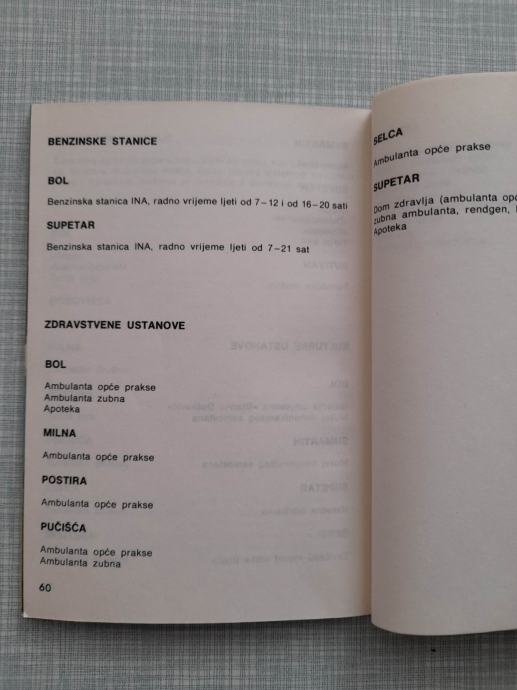 BENZINSKE STANICE
BOL
Benzinska stanica INA, radno vrijeme ljeti od 7–12 i od 16–20 sati
SUPETAR
Benzinska stanica INA, radno vrijeme ljeti od 7–21 sat
ZDRAVSTVENE USTANOVE
BOL
Ambulanta opće prakse
Ambulanta zubna
Apoteka
MILNA
Ambulanta opće prakse
POSTIRA
Ambulanta opće prakse
PUČIŠĆA
Ambulanta opće prakse
Ambulanta zubna
60
SELCA
Ambulanta opće prakse
SUPETAR
Dom zdravlja (ambulanta
zubna ambulanta, rendgen,
Apoteka